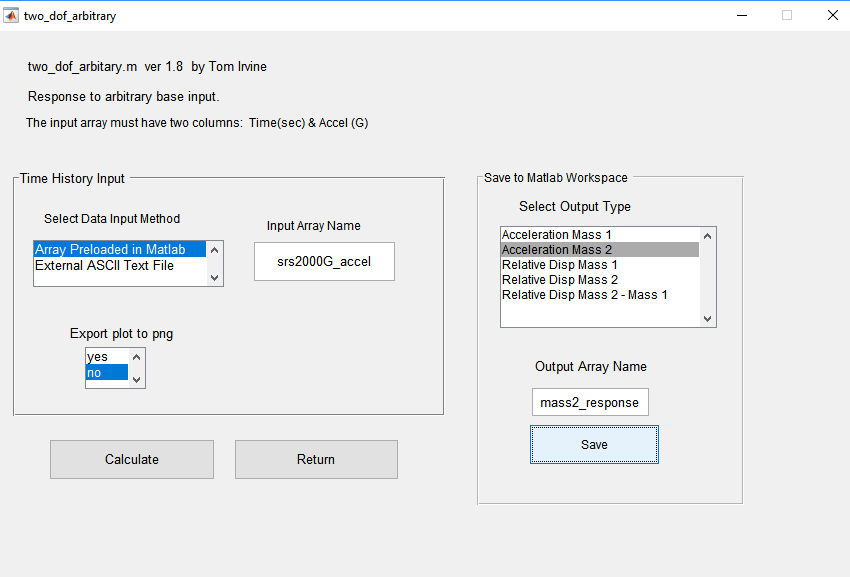 two_dof_arbitrary
two_dof_arbitary.m ver 1.8 by Tom Irvine
Response to arbitrary base input.
The input array must have two columns: Time(sec) & Accel (G)
Time History Input
Select Data Input Method
Array Preloaded in Matlab
External ASCII Text File
Input Array Name
srs2000G_accel
Export plot to png
yes
no
Calculate
Return
Save to Matlab Workspace
Select Output Type
Acceleration Mass 1
Acceleration Mass 2
Relative Disp Mass 1
Relative Disp Mass 2
Relative Disp Mass 2 - Mass 1
Output Array Name
mass2_response
Save